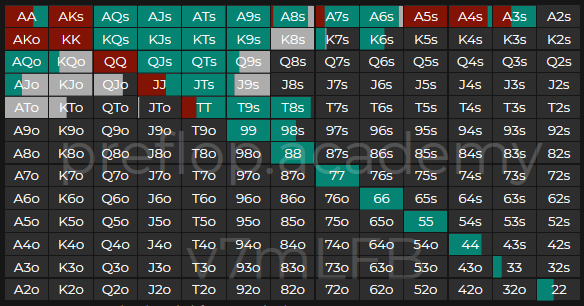 AA AKs AQs AJs ATs A9s A8s A7s A6s A5s A4s A3s A2s
AKo KK KQs KJs KTs K9s K8s K7s K6s K5s K4s K3s K2s
AQo KQo QQ QJs QTs Q9s Q8s Q7s Q6s Q5s Q4s Q3s Q2s
AJo KJo QJo JJ JTs J9s J8s J7s J6s J5s J4s J3s J2s
ATo KTo QTo JTo TT T9s T8s T7s T6s T5s T4s T3s T2s
A9o K9o Q9o J9o T9o 99 98s 97s 96s 95s 94s 93s 92s
A8o K8o Q8o J8o T8o 98o 88 87s 86s 85s 84s 83s 82s
preflop.academy
A7o K7o Q7o J7o T7o 97o 87o 77 76s 75s 74s 73s 72s
A6o K6o Q6o J6o T6o 96o 86o 76o 66 65s 64s 63s 62s
A5o K5o Q5o J5o T5o 95o 85o 75o 65o 55 54s 53s 52s
A4o K4o Q4o J4o T4o 94o 84o 74o 64o 54o 44 43s 42s
v7mLFB
A3o K3o Q3o J3o T3o 93o 83o 73o 63o 53o 43o 33 32s
A2o K2o Q2o J2o T2o 92o 82o 72o 62o 52o 42o 32o 22